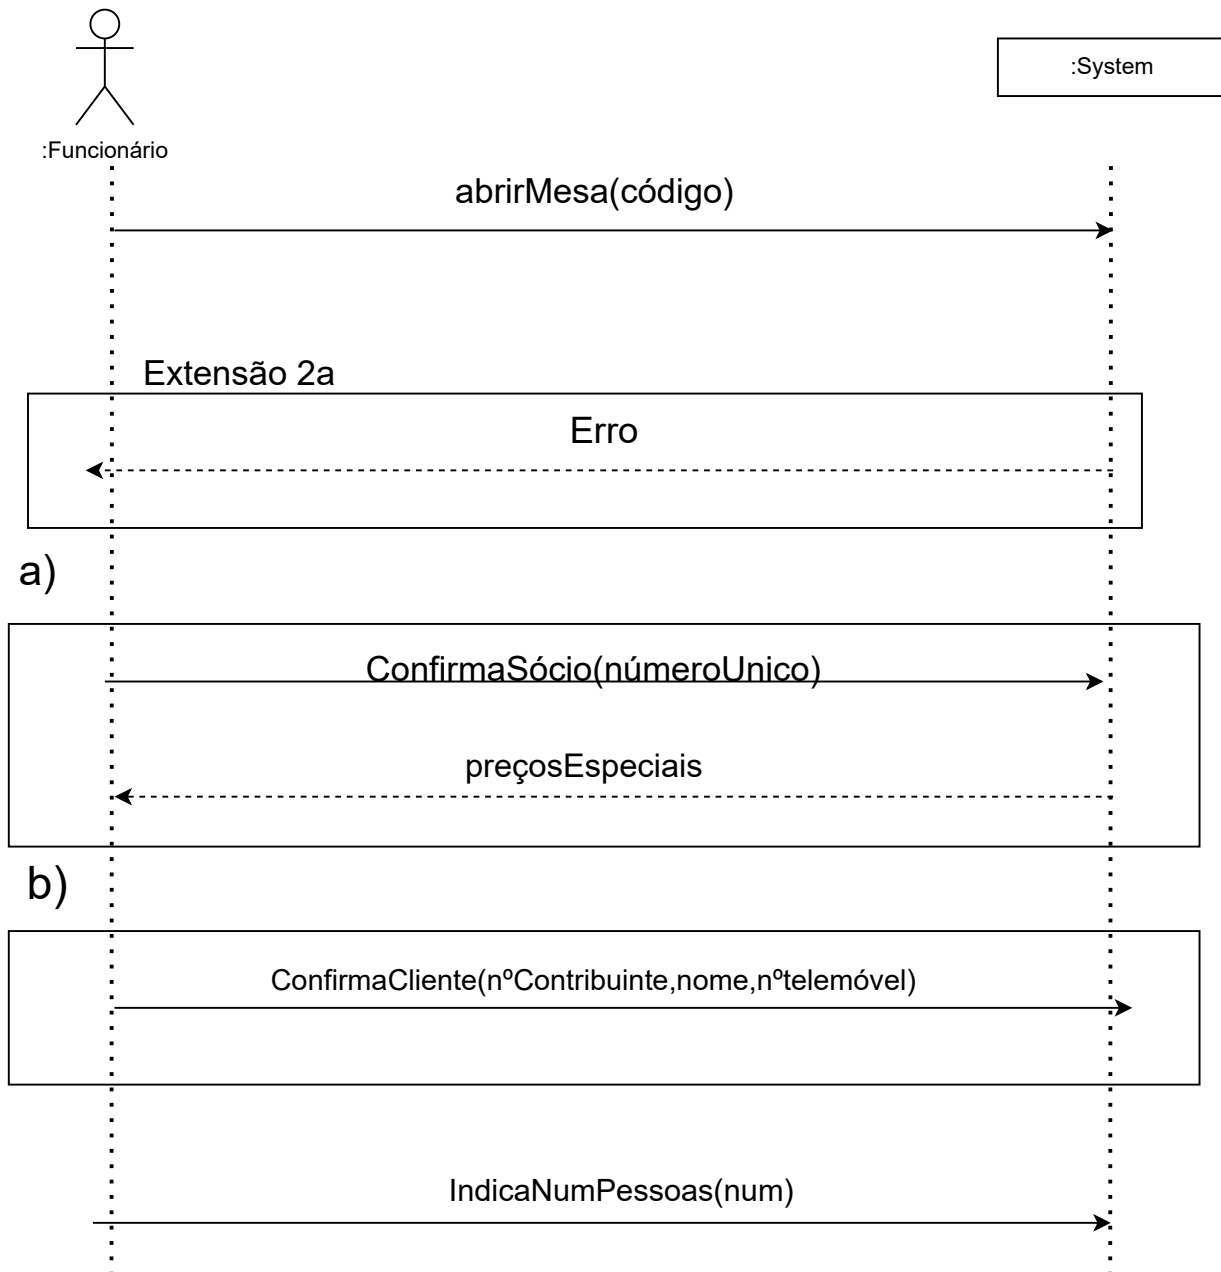 :System
:Funcionário
abrirMesa(código)
Extensão 2a
Erro
a)
ConfirmaSócio(númeroUnico)
preçosEspeciais
b)
ConfirmaCliente(nºContribuinte,nome,nºtelemóvel)
IndicaNumPessoas(num)